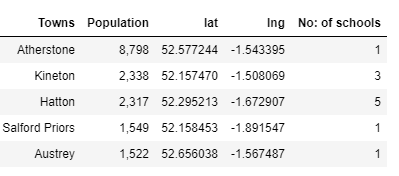 Towns Population lat lng No: of schools
Atherstone 8,798 52.577244 -1.543395 1
Kineton 2,338 52.157470 -1.508069 3
Hatton 2,317 52.295213 -1.672907 5
Salford Priors 1,549 52.158453 -1.891547 1
Austrey 1,522 52.656038 -1.567487 1